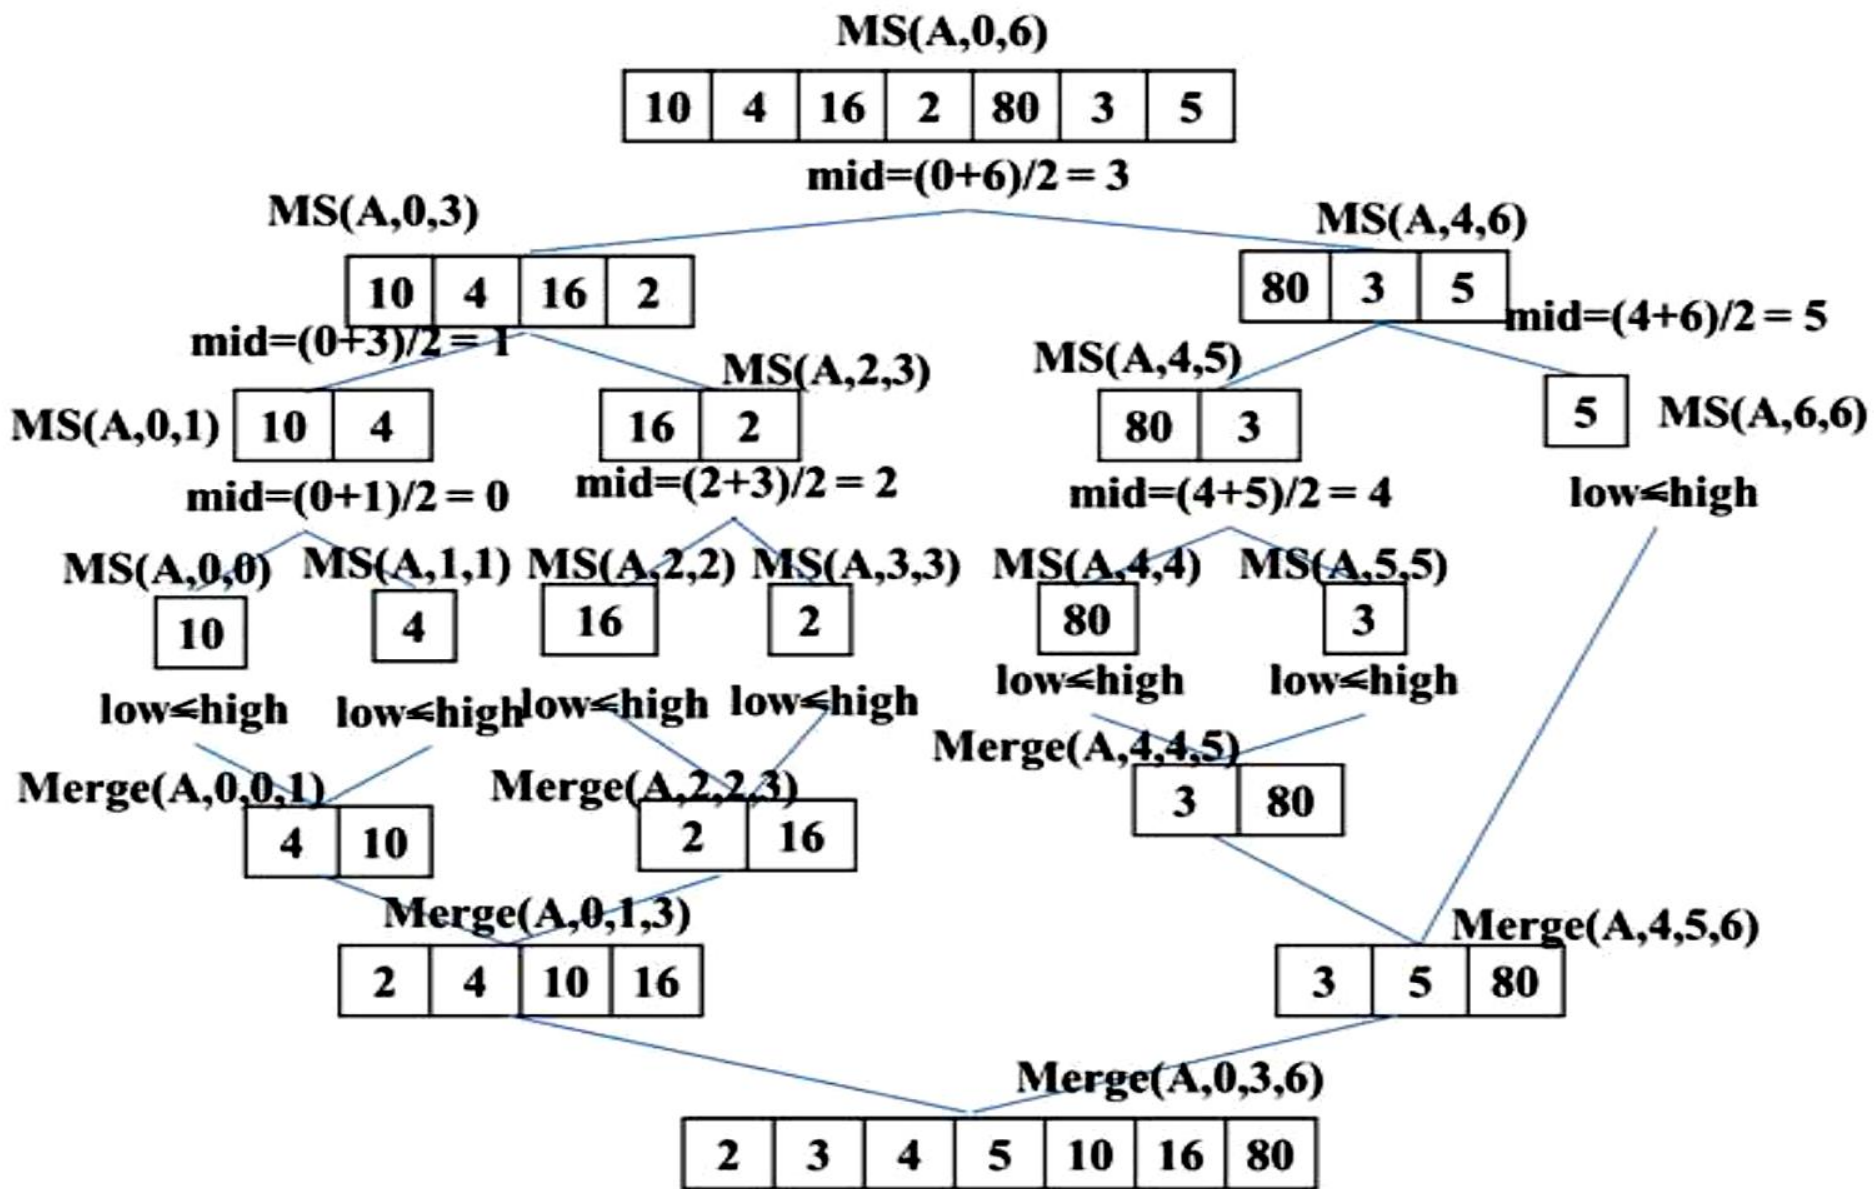 MS(A,0,6)
10 4 16 2 80 3 5
mid=(0+6)/2 = 3
MS(A,0,3)
MS(A,4,6)
10 4 16 2
80 3 5
mid=(0+3)/2 = 1
mid=(4+6)/2 = 5
MS(A,2,3)
MS(A,4,5)
MS(A,0,1)
10 4
16 2
80 3
5
MS(A,6,6)
mid=(0+1)/2 = 0
mid=(2+3)/2 = 2
mid=(4+5)/2 = 4
low≤high
MS(A,0,0)
MS(A,1,1)
MS(A,2,2)
MS(A,3,3)
MS(A,4,4)
MS(A,5,5)
10
4
16
2
80
3
low≤high
low≤high
low≤high
low≤high
low≤high
low≤high
Merge(A,0,0,1)
Merge(A,2,2,3)
Merge(A,4,4,5)
4 10
2 16
3 80
Merge(A,0,1,3)
Merge(A,4,5,6)
2 4 10 16
3 5 80
Merge(A,0,3,6)
2 3 4 5 10 16 80